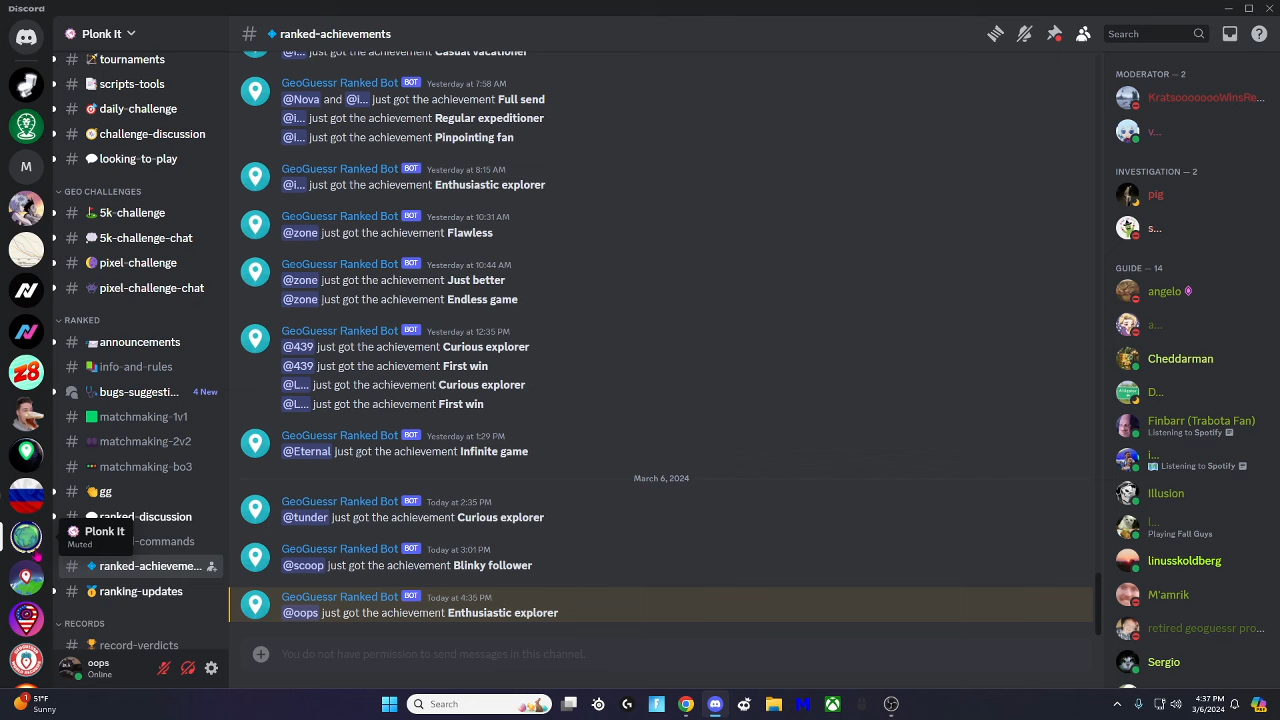 Discord
Plonk It
ranked-achievements
Search
tournaments
scripts-tools
daily-challenge
challenge-discussion
looking-to-play
GEO CHALLENGES
5k-challenge
5k-challenge-chat
pixel-challenge
pixel-challenge-chat
RANKED
announcements
info-and-rules
bugs-suggesti... 4 New
matchmaking-1v1
matchmaking-2v2
matchmaking-bo3
gg
ranked-discussion
Plonk It
Muted
-commands
ranked-achieveme...
ranking-updates
RECORDS
record-verdicts
oops
Online
M
Z8
Casual vacationer
GeoGuessr Ranked Bot BOT Yesterday at 7:58 AM
@Nova and @i... just got the achievement Full send
@i... just got the achievement Regular expeditioner
@i... just got the achievement Pinpointing fan
GeoGuessr Ranked Bot BOT Yesterday at 8:15 AM
@i... just got the achievement Enthusiastic explorer
GeoGuessr Ranked Bot BOT Yesterday at 10:31 AM
@zone just got the achievement Flawless
GeoGuessr Ranked Bot BOT Yesterday at 10:44 AM
@zone just got the achievement Just better
@zone just got the achievement Endless game
GeoGuessr Ranked Bot BOT Yesterday at 12:35 PM
@439 just got the achievement Curious explorer
@439 just got the achievement First win
@L... just got the achievement Curious explorer
@L... just got the achievement First win
GeoGuessr Ranked Bot BOT Yesterday at 1:29 PM
@Eternal just got the achievement Infinite game
March 6, 2024
GeoGuessr Ranked Bot BOT Today at 2:35 PM
@tunder just got the achievement Curious explorer
GeoGuessr Ranked Bot BOT Today at 3:01 PM
@scoop just got the achievement Blinky follower
GeoGuessr Ranked Bot BOT Today at 4:35 PM
@oops just got the achievement Enthusiastic explorer
You do not have permission to send messages in this channel.
MODERATOR — 2
KratsoooooooWinsRe...
v...
INVESTIGATION — 2
pig
s...
GUIDE — 14
angelo
a...
Cheddarman
D...
Finbarr (Trabota Fan)
Listening to Spotify
i...
Listening to Spotify
Illusion
l...
Playing Fall Guys
linusskoldberg
M'amrik
retired geoguessr pro...
Sergio
51°F
Sunny
Search
4:37 PM
3/6/2024